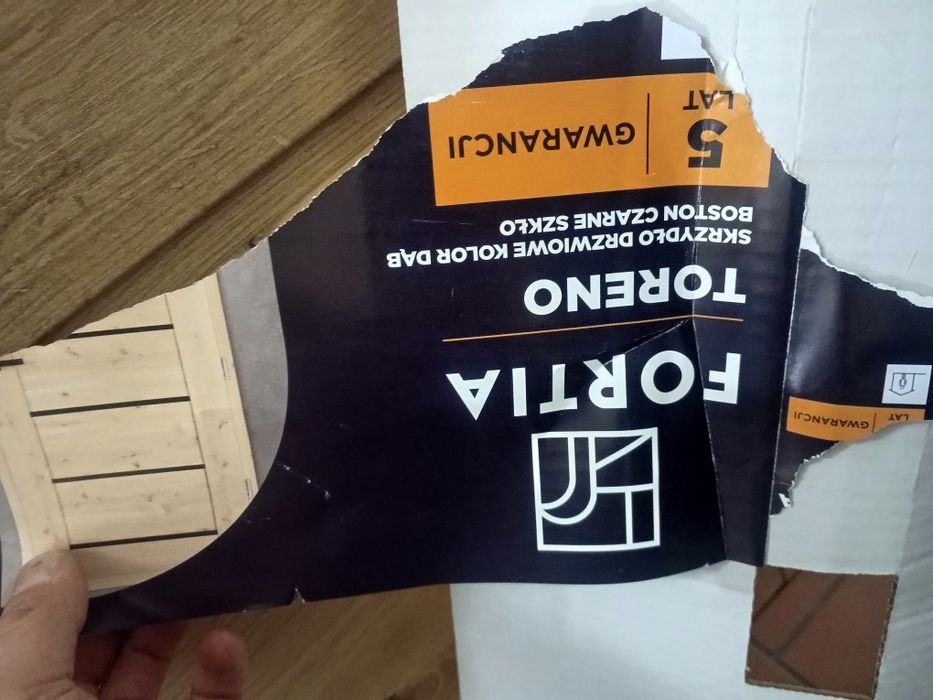 FORTIA
TORENO
SKRZYDŁO DRZWIOWE KOLOR DĄB
BOSTON CZARNE SZKŁO
5
LAT
GWARANCJI
LAT
GWARANCJI